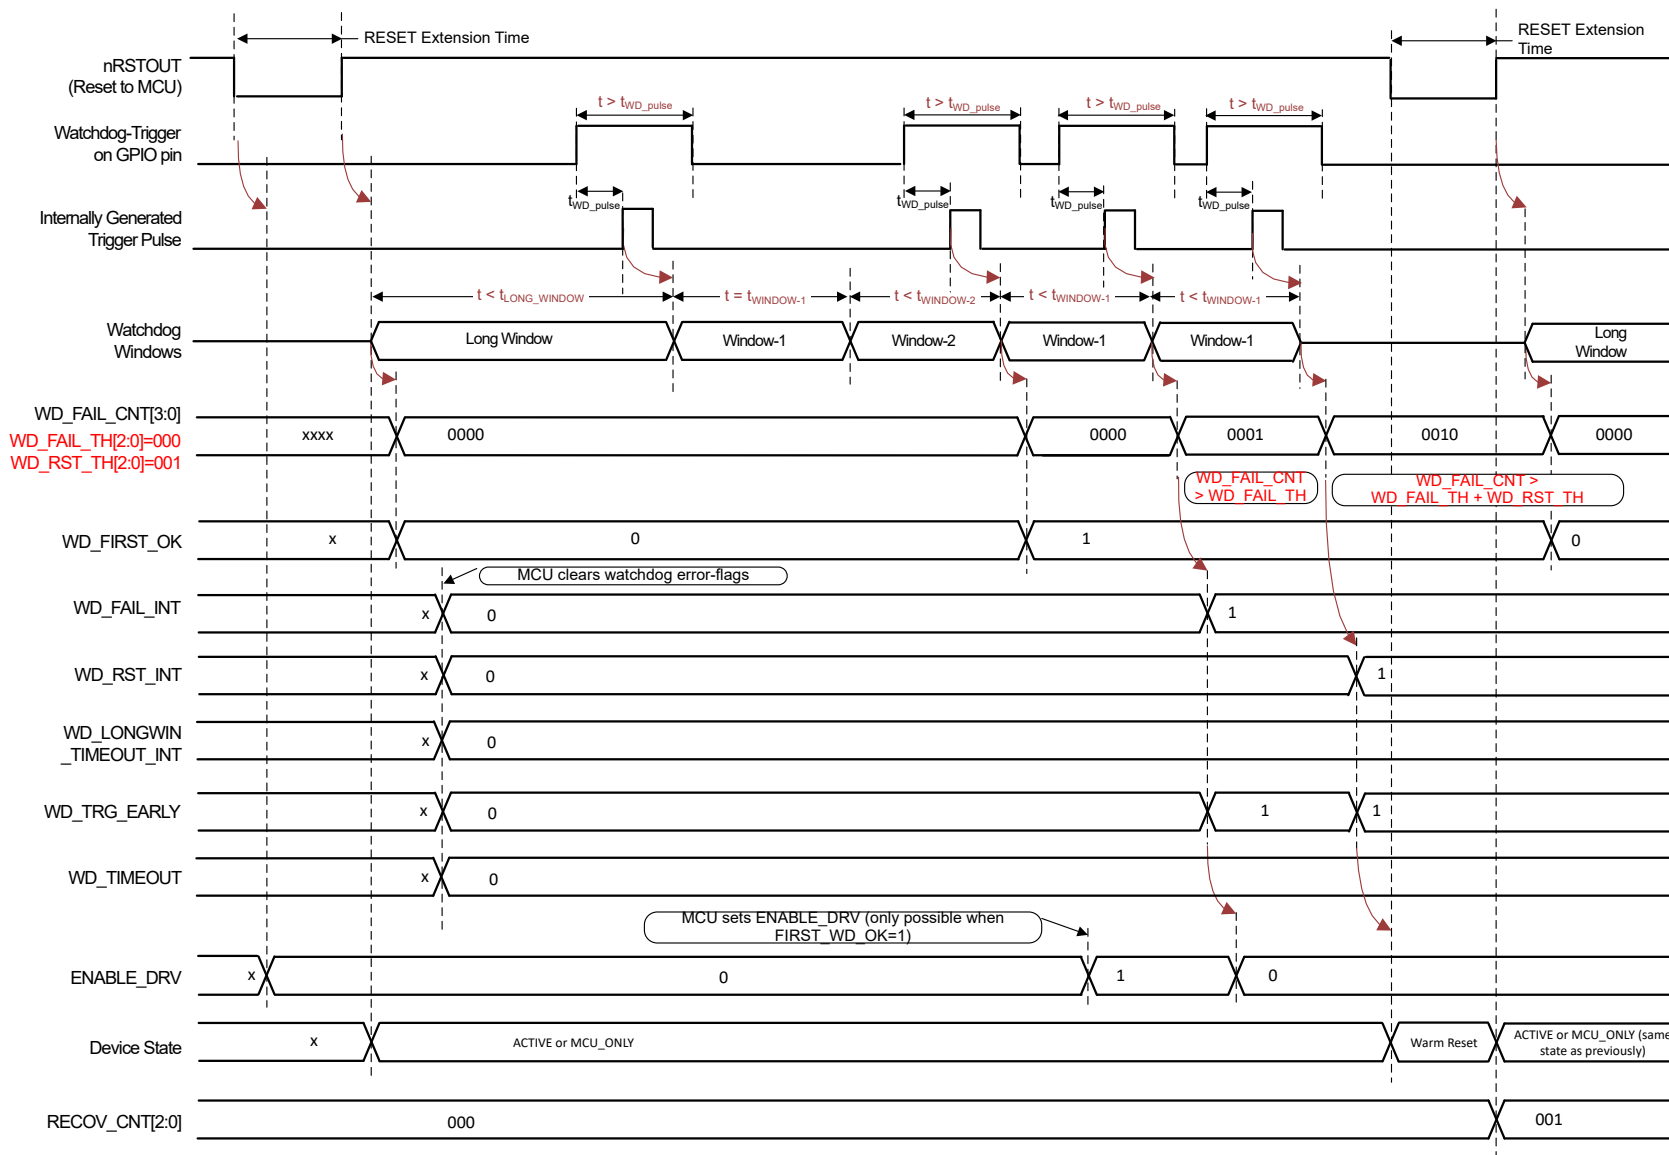 RESET Extension Time
RESET Extension
Time
nRSTOUT
(Reset to MCU)
t > tWD_pulse
t > tWD_pulse
t > tWD_pulse
t > tWD_pulse
Watchdog-Trigger
on GPIO pin
tWD_pulse
tWD_pulse
tWD_pulse
tWD_pulse
Internally Generated
Trigger Pulse
t < tLONG_WINDOW
t = tWINDOW-1
t < tWINDOW-2
t < tWINDOW-1
t < tWINDOW-1
Watchdog
Windows
Long Window
Window-1
Window-2
Window-1
Window-1
Long
Window
WD_FAIL_CNT[3:0]
WD_FAIL_TH[2:0]=000
WD_RST_TH[2:0]=001
xxxx
0000
0000
0001
0010
0000
WD_FAIL_CNT
> WD_FAIL_TH
WD_FAIL_CNT >
WD_FAIL_TH + WD_RST_TH
WD_FIRST_OK
x
0
1
0
MCU clears watchdog error-flags
WD_FAIL_INT
x
0
1
WD_RST_INT
x
0
1
WD_LONGWIN
_TIMEOUT_INT
x
0
WD_TRG_EARLY
x
0
1
1
WD_TIMEOUT
x
0
MCU sets ENABLE_DRV (only possible when
FIRST_WD_OK=1)
ENABLE_DRV
x
0
1
0
Device State
x
ACTIVE or MCU_ONLY
Warm Reset
ACTIVE or MCU_ONLY (same
state as previously)
RECOV_CNT[2:0]
000
001